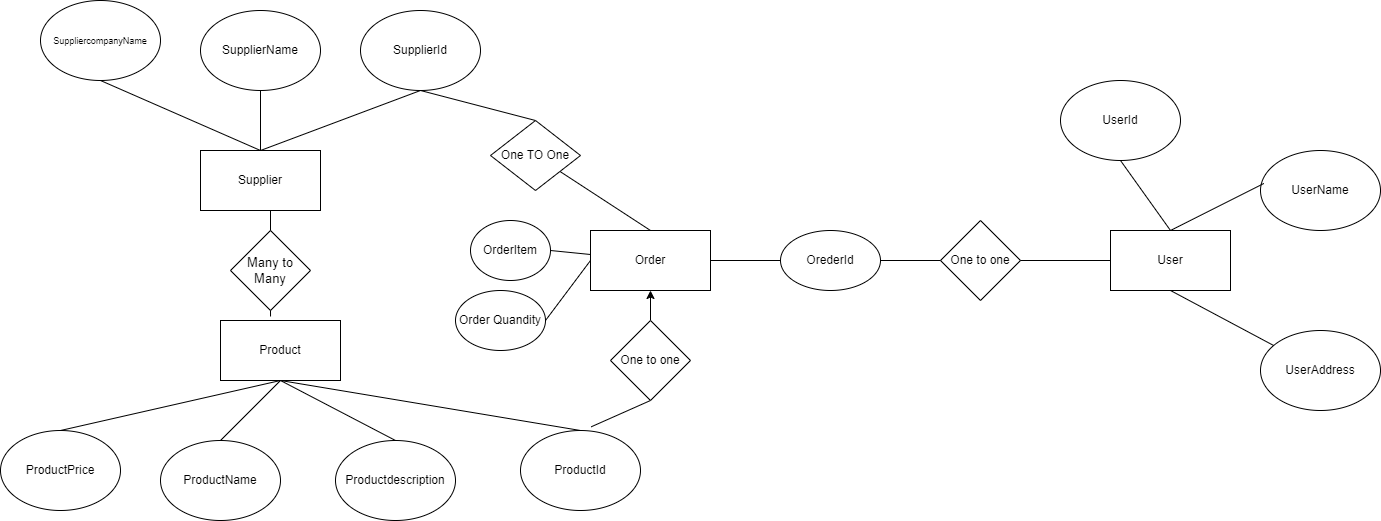 SuppliercompanyName
SupplierName
SupplierId
UserId
One TO One
Supplier
UserName
OrderItem
Order
OrederId
One to one
User
Many to
Many
Order Quandity
Product
One to one
UserAddress
ProductPrice
ProductName
Productdescription
ProductId